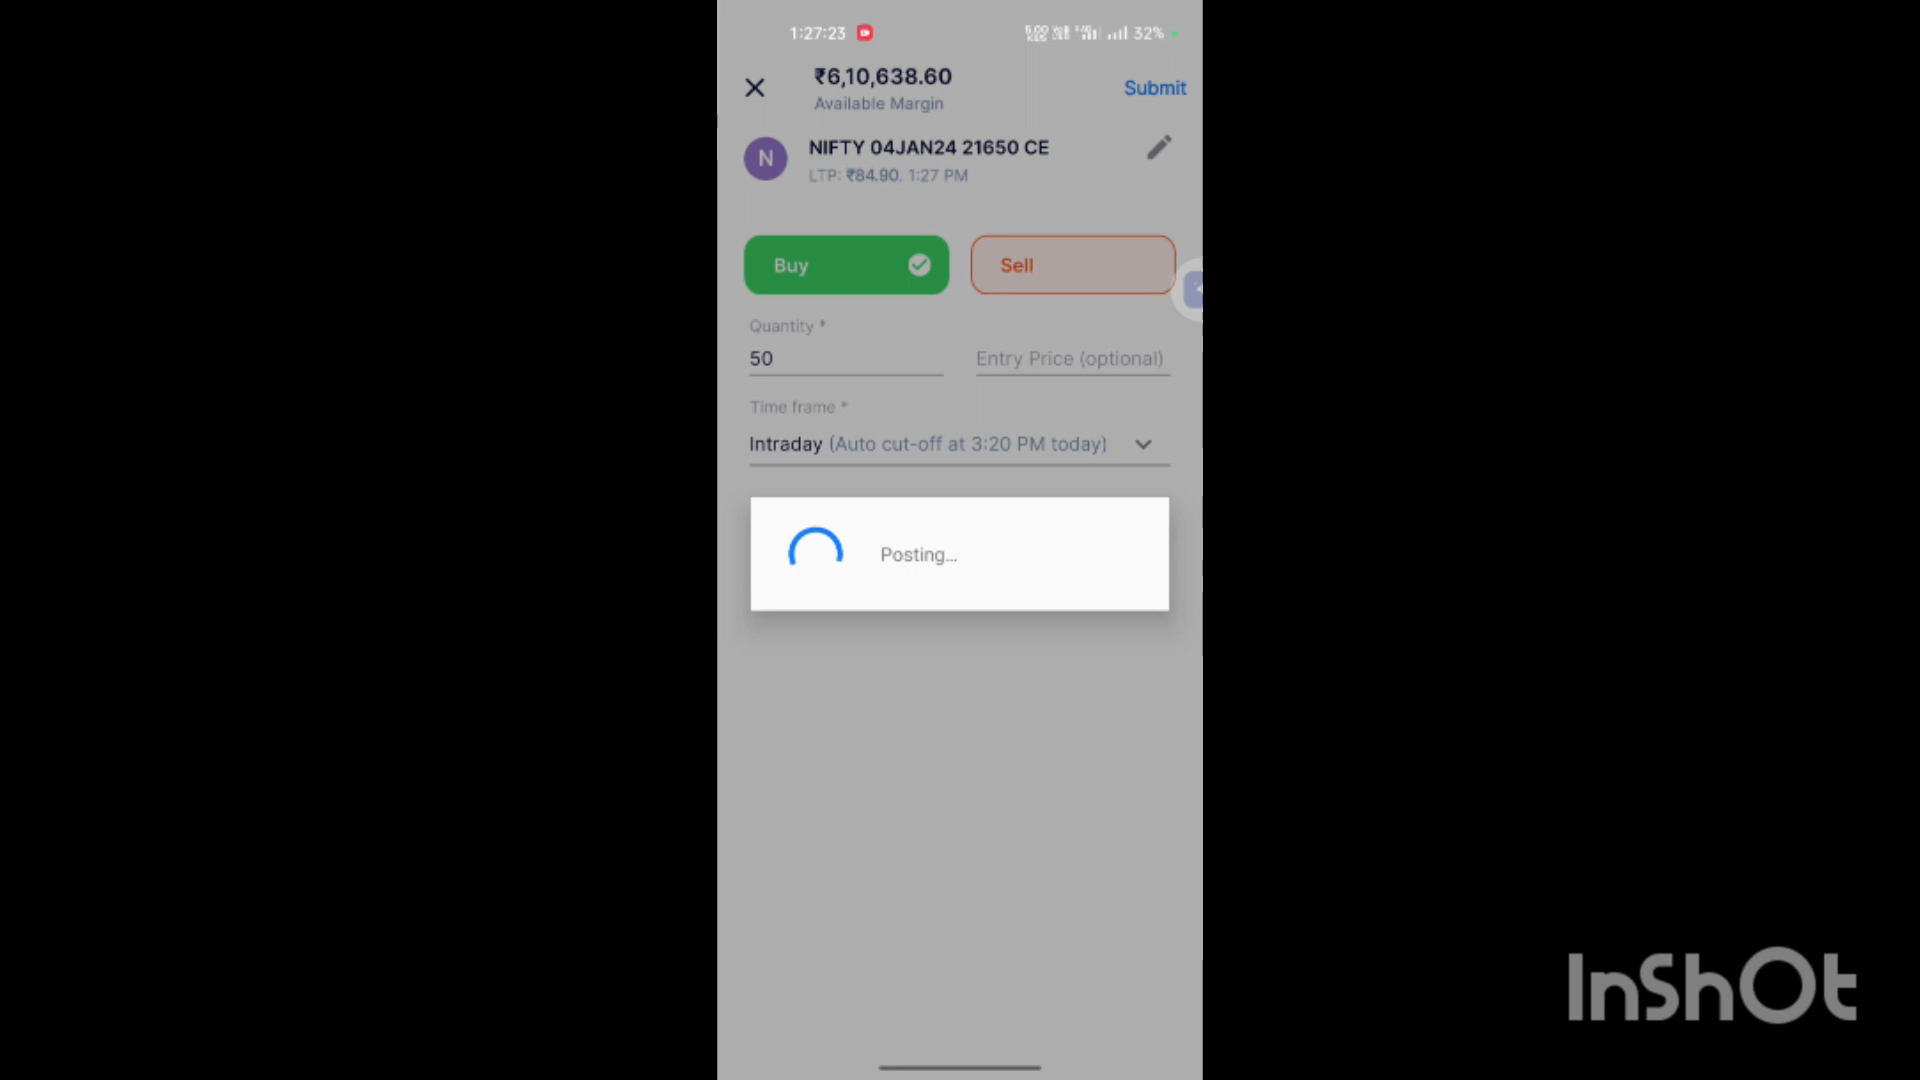 1:27:23 32%
₹6,10,638.60
Available Margin
Submit
N
NIFTY 04JAN24 21650 CE
LTP: ₹84.90. 1:27 PM
Buy
Sell
Quantity *
50
Entry Price (optional)
Time frame *
Intraday (Auto cut-off at 3:20 PM today)
Posting...
InShOt